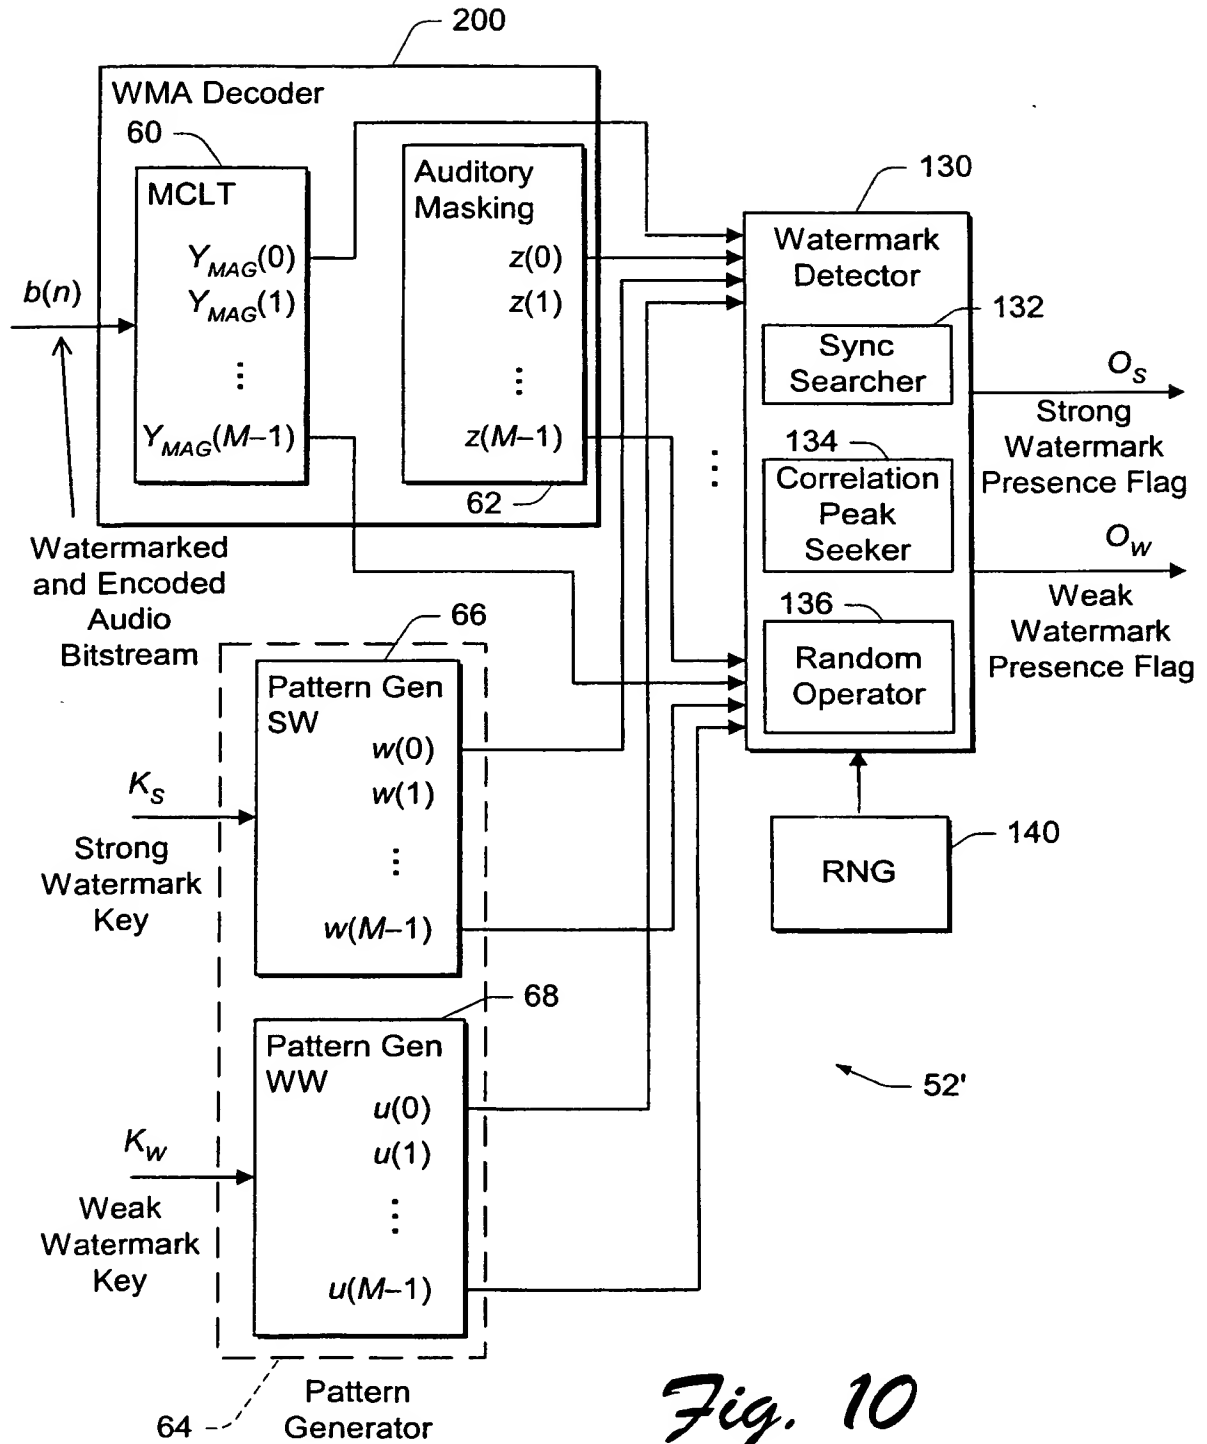 200
WMA Decoder
60
MCLT
Y_MAG(0)
Y_MAG(1)
⋮
Y_MAG(M–1)
Auditory
Masking
z(0)
z(1)
⋮
z(M–1)
62
b(n)
Watermarked
and Encoded
Audio
Bitstream
130
Watermark
Detector
132
Sync
Searcher
134
Correlation
Peak
Seeker
136
Random
Operator
⋮
O_S
Strong
Watermark
Presence Flag
O_W
Weak
Watermark
Presence Flag
RNG
140
66
Pattern Gen
SW
w(0)
w(1)
⋮
w(M–1)
K_S
Strong
Watermark
Key
68
Pattern Gen
WW
u(0)
u(1)
⋮
u(M–1)
K_W
Weak
Watermark
Key
52'
64
Pattern
Generator
Fig. 10